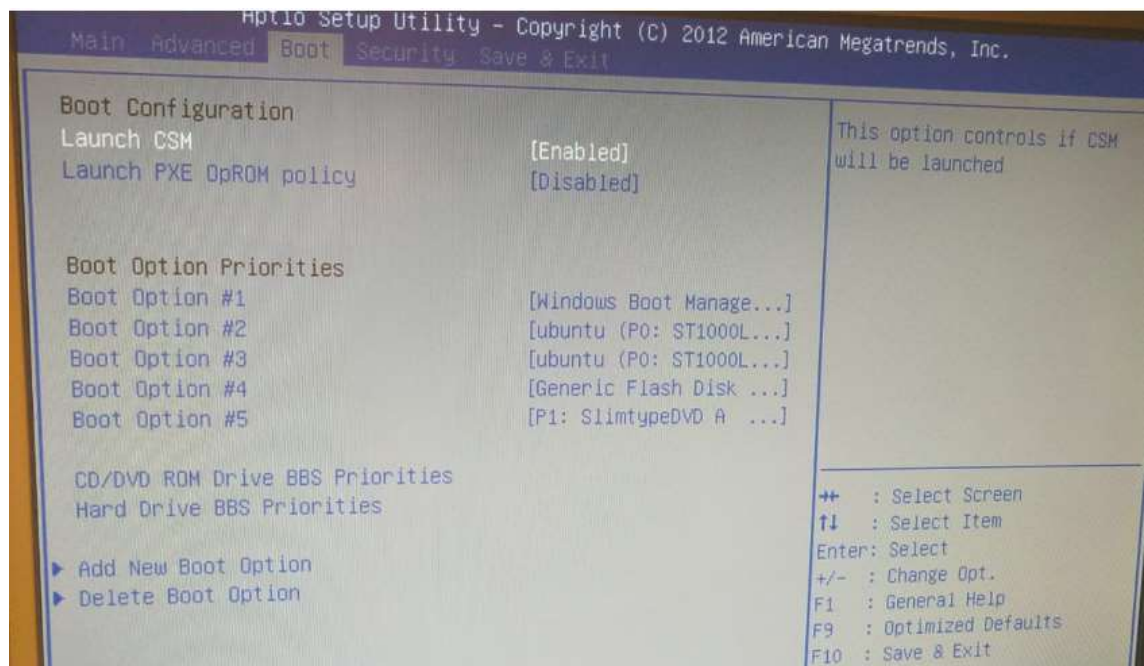 Aptio Setup Utility – Copyright (C) 2012 American Megatrends, Inc.
Main Advanced Boot Security Save & Exit
Boot Configuration
Launch CSM [Enabled]
Launch PXE OpROM policy [Disabled]
This option controls if CSM
will be launched
Boot Option Priorities
Boot Option #1 [Windows Boot Manage...]
Boot Option #2 [ubuntu (P0: ST1000L...]
Boot Option #3 [ubuntu (P0: ST1000L...]
Boot Option #4 [Generic Flash Disk ...]
Boot Option #5 [P1: SlimtypeDVD A ...]
CD/DVD ROM Drive BBS Priorities
Hard Drive BBS Priorities
Add New Boot Option
Delete Boot Option
→← : Select Screen
↑↓ : Select Item
Enter: Select
+/- : Change Opt.
F1 : General Help
F9 : Optimized Defaults
F10 : Save & Exit